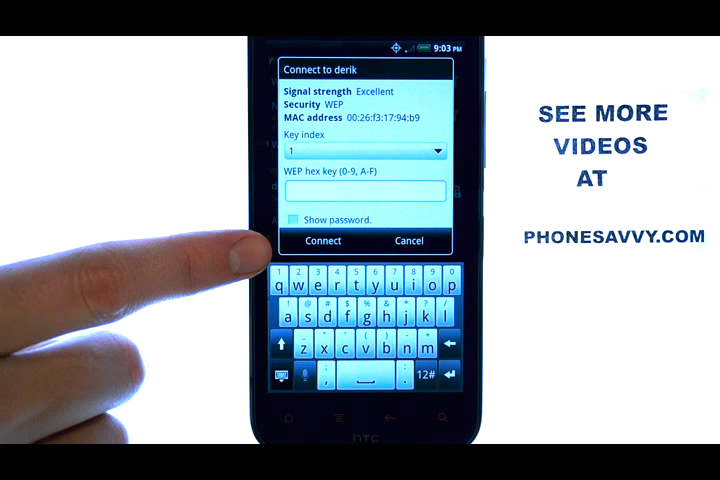 9:03 PM
Connect to derik
Signal strength Excellent
Security WEP
MAC address 00:26:f3:17:94:b9
Key index
1
WEP hex key (0-9, A-F)
Show password.
Connect Cancel
1 2 3 4 5 6 7 8 9 0
q w e r t y u i o p
! @ # $ % & * ? /
a s d f g h j k l
_ - + ( ) - "
z x c v b n m
; : 
, . 12#
hTC
SEE MORE
VIDEOS
AT
PHONESAVVY.COM